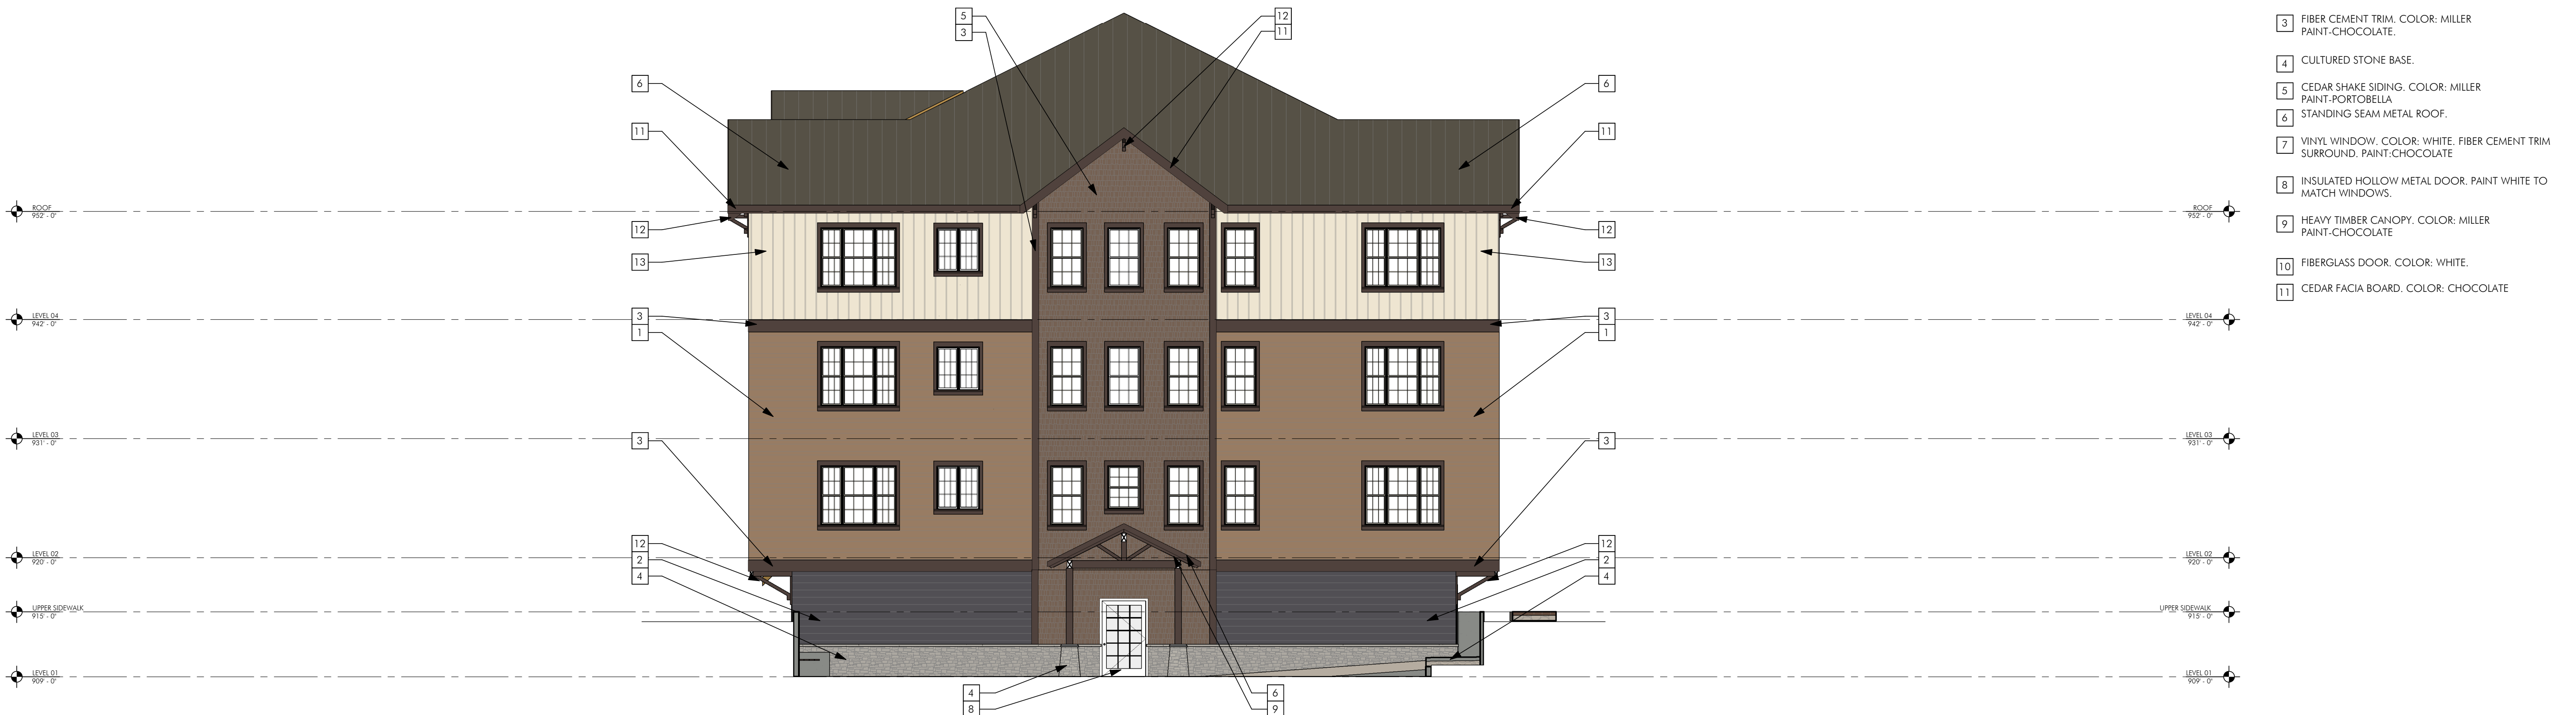 5
3
12
11
6
6
11
11
ROOF
952' - 0"
ROOF
952' - 0"
12
12
13
13
LEVEL 04
942' - 0"
3
1
3
1
LEVEL 04
942' - 0"
LEVEL 03
931' - 0"
3
3
LEVEL 03
931' - 0"
LEVEL 02
920' - 0"
12
2
4
12
2
4
LEVEL 02
920' - 0"
UPPER SIDEWALK
915' - 0"
UPPER SIDEWALK
915' - 0"
LEVEL 01
909' - 0"
LEVEL 01
909' - 0"
4
8
6
9
3 FIBER CEMENT TRIM. COLOR: MILLER
PAINT-CHOCOLATE.
4 CULTURED STONE BASE.
5 CEDAR SHAKE SIDING. COLOR: MILLER
PAINT-PORTOBELLA
6 STANDING SEAM METAL ROOF.
7 VINYL WINDOW. COLOR: WHITE. FIBER CEMENT TRIM
SURROUND. PAINT:CHOCOLATE
8 INSULATED HOLLOW METAL DOOR. PAINT WHITE TO
MATCH WINDOWS.
9 HEAVY TIMBER CANOPY. COLOR: MILLER
PAINT-CHOCOLATE
10 FIBERGLASS DOOR. COLOR: WHITE.
11 CEDAR FACIA BOARD. COLOR: CHOCOLATE